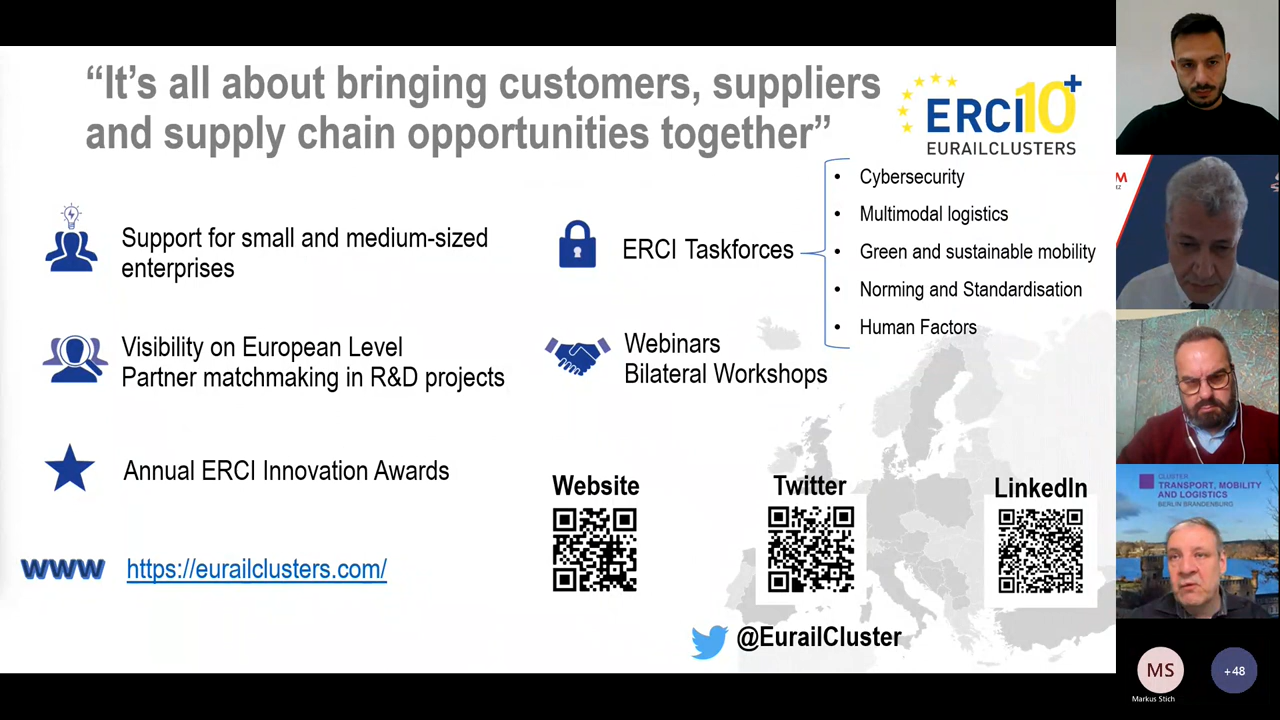 “It’s all about bringing customers, suppliers
and supply chain opportunities together”
ERCI10+
EURAILCLUSTERS
Support for small and medium-sized
enterprises
Visibility on European Level
Partner matchmaking in R&D projects
Annual ERCI Innovation Awards
www
https://eurailclusters.com/
ERCI Taskforces
• Cybersecurity
• Multimodal logistics
• Green and sustainable mobility
• Norming and Standardisation
• Human Factors
Webinars
Bilateral Workshops
Website
Twitter
LinkedIn
@EurailCluster
M
CLUSTER
TRANSPORT, MOBILITY
AND LOGISTICS
BERLIN BRANDENBURG
MS
+48
Markus Stich